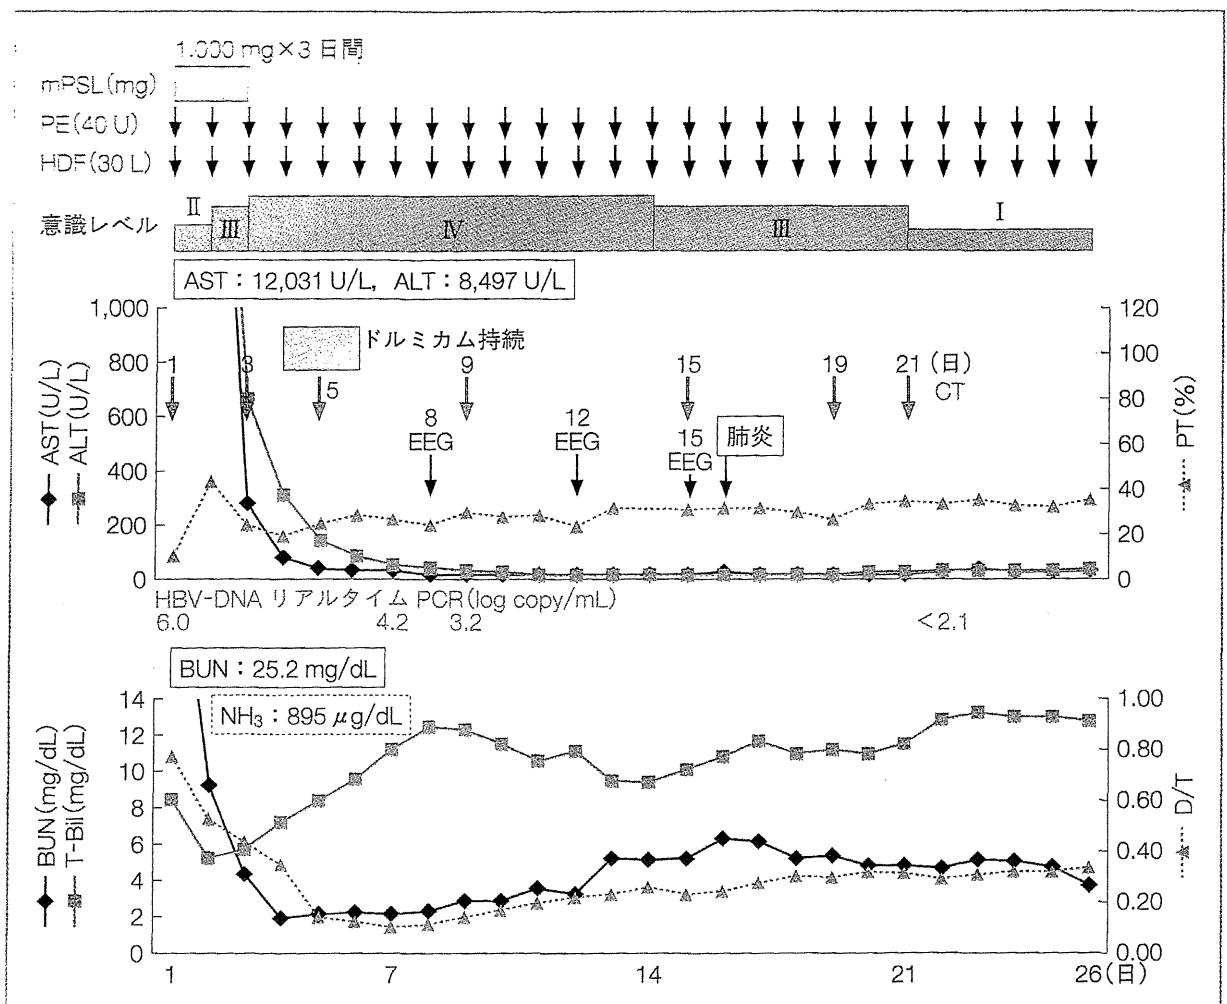 1.000 mg×3 日間
mPSL(mg)
PE(40 U)
HDF(30 L)
意識レベル
Ⅱ
Ⅲ
Ⅳ
Ⅲ
Ⅰ
AST：12,031 U/L, ALT：8,497 U/L
1,000
800
600
400
200
0
AST(U/L)
ALT(U/L)
120
100
80
60
40
20
0
PT(%)
ドルミカム持続
1
3
5
9
15
19
21 (日)
CT
8
EEG
12
EEG
15
EEG
肺炎
HBV-DNA リアルタイム PCR(log copy/mL)
6.0
4.2
3.2
＜2.1
BUN：25.2 mg/dL
NH₃：895 μg/dL
14
12
10
8
6
4
2
0
BUN(mg/dL)
T-Bil(mg/dL)
1.00
0.80
0.60
0.40
0.20
0.00
D/T
1
7
14
21
26(日)